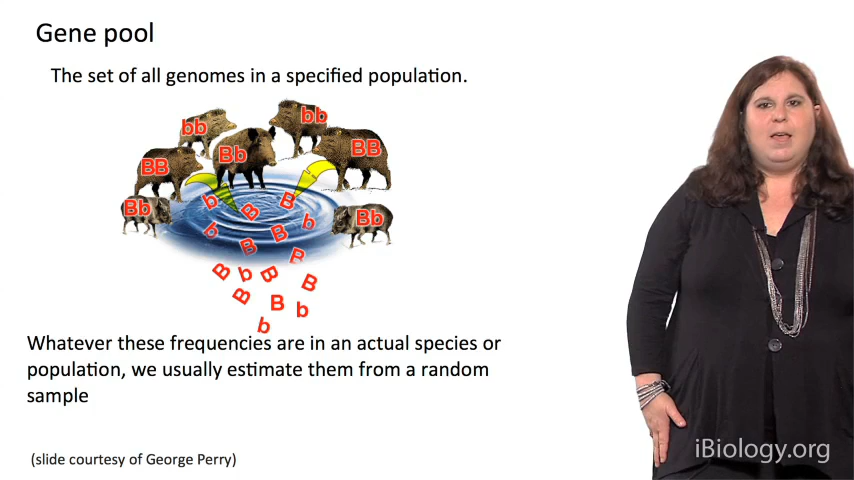 Gene pool
The set of all genomes in a specified population.
bb
bb
Bb
BB
BB
Bb
Bb
b
B
B
b
b
B
B
B
B
b
B
B
B
B
b
b
Whatever these frequencies are in an actual species or
population, we usually estimate them from a random
sample
(slide courtesy of George Perry)
iBiology.org